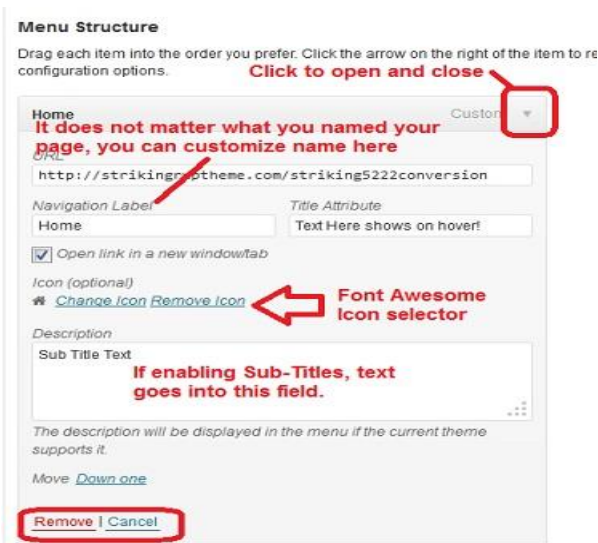 Menu Structure
Drag each item into the order you prefer. Click the arrow on the right of the item to re
configuration options.
Click to open and close
Home
Custom
It does not matter what you named your
page, you can customize name here
URL
http://strikingr
theme.com/striking5222conversion
Navigation Label
Title Attribute
Home
Text Here shows on hover!
Open link in a new window/tab
Icon (optional)
Change Icon Remove Icon
Font Awesome
Icon selector
Description
Sub Title Text
If enabling Sub-Titles, text
goes into this field.
The description will be displayed in the menu if the current theme
supports it.
Move Down one
Remove | Cancel